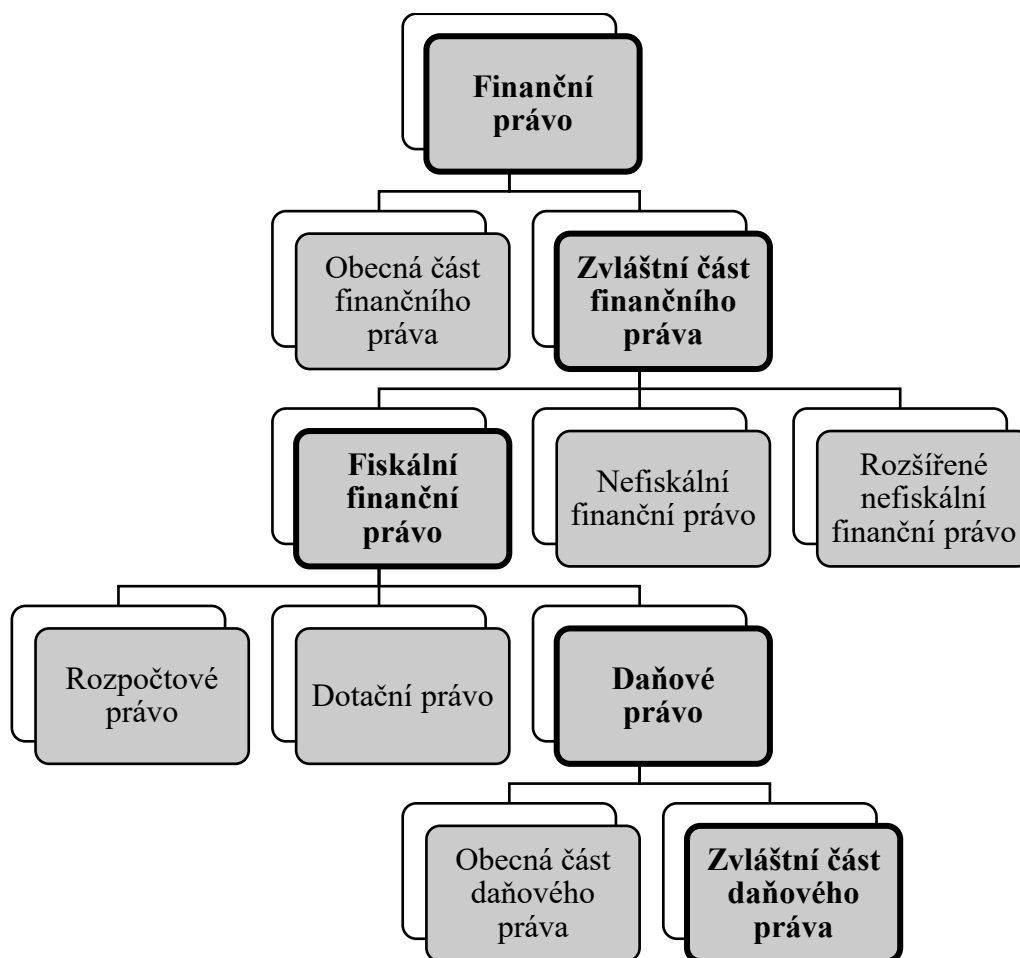 Finanční
právo
Obecná část
finančního
práva
Zvláštní část
finančního
práva
Fiskální
finanční
právo
Nefiskální
finanční právo
Rozšířené
nefiskální
finanční právo
Rozpočtové
právo
Dotační právo
Daňové
právo
Obecná část
daňového
práva
Zvláštní část
daňového
práva